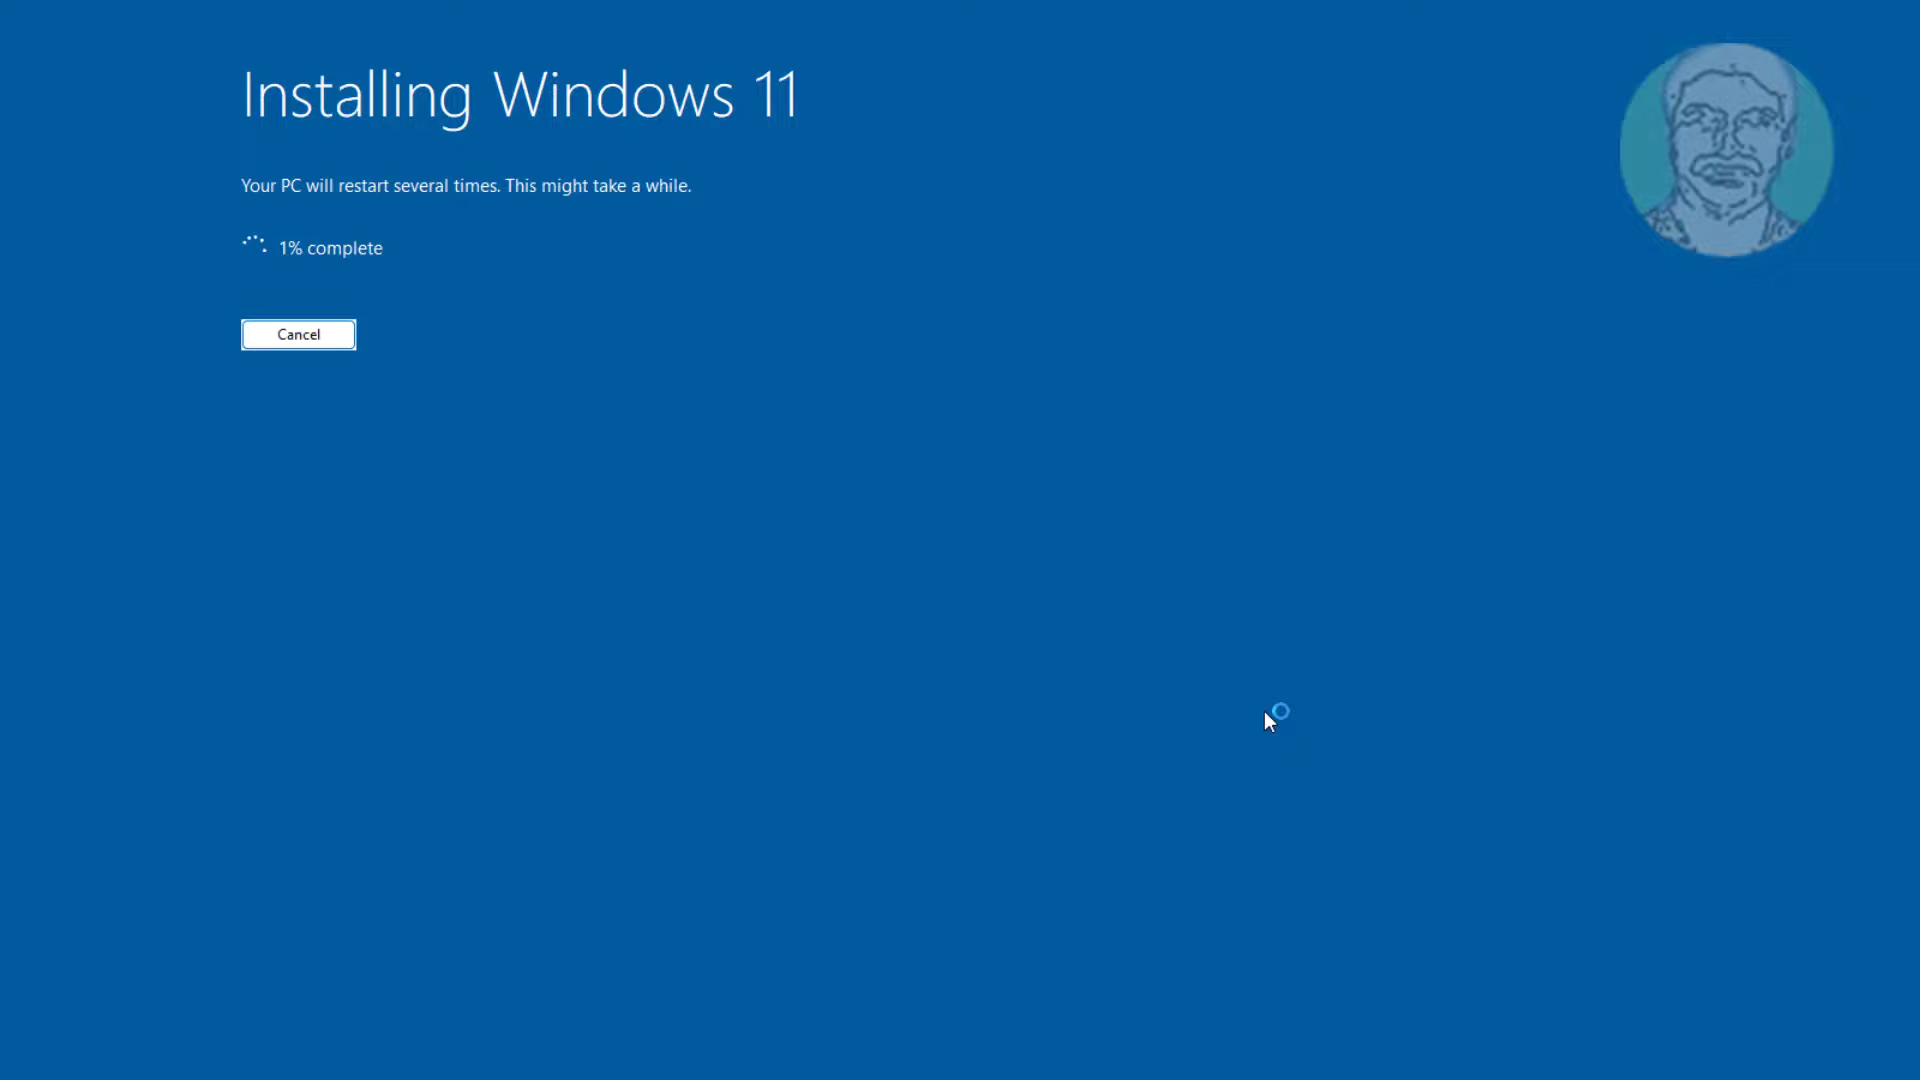 Installing Windows 11
Your PC will restart several times. This might take a while.
1% complete
Cancel